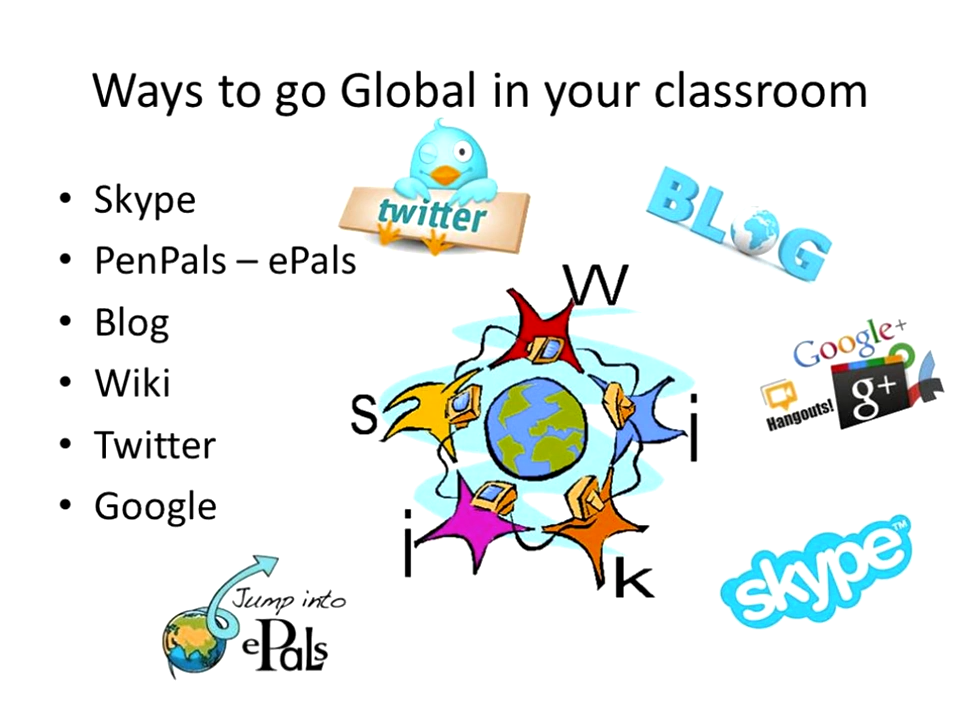 Ways to go Global in your classroom
• Skype
• PenPals – ePals
• Blog
• Wiki
• Twitter
• Google
twitter
BLOG
W
i
k
i
s
Google+
Hangouts!
g+
skype™
Jump into
ePals